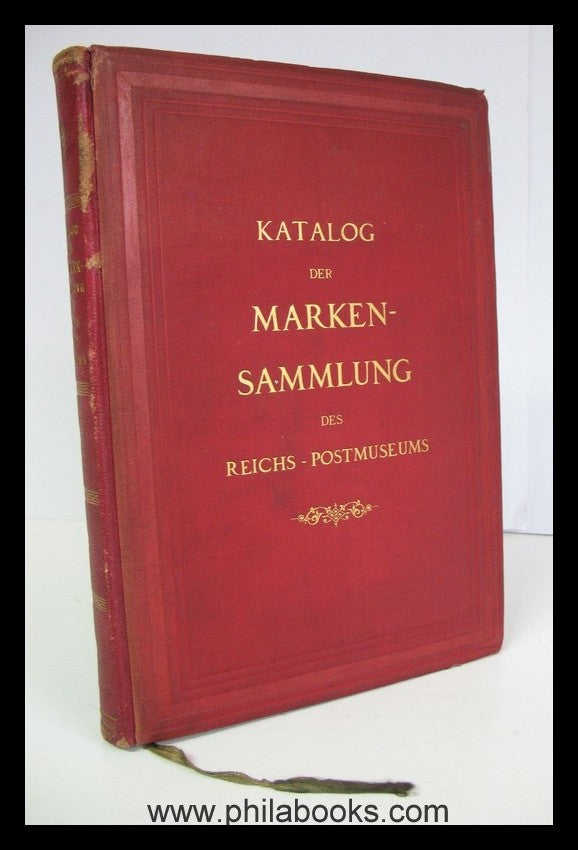 KATALOG
DER
MARKEN-
SAMMLUNG
DES
REICHS - POSTMUSEUMS
www.philabooks.com